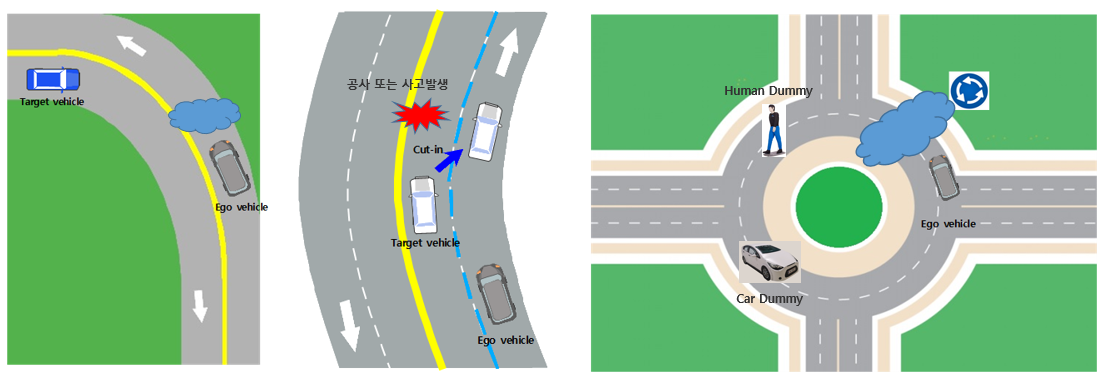 Target vehicle
Ego vehicle
공사 또는 사고발생
Cut-in
Target vehicle
Ego vehicle
Human Dummy
Ego vehicle
Car Dummy